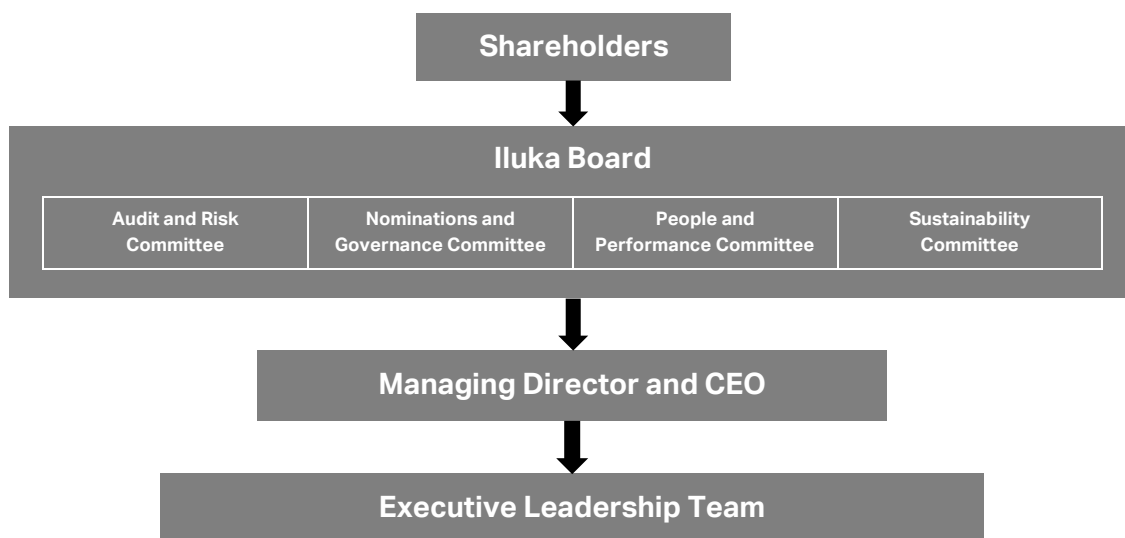 Shareholders
Iluka Board
Audit and Risk
Committee
Nominations and
Governance Committee
People and
Performance Committee
Sustainability
Committee
Managing Director and CEO
Executive Leadership Team